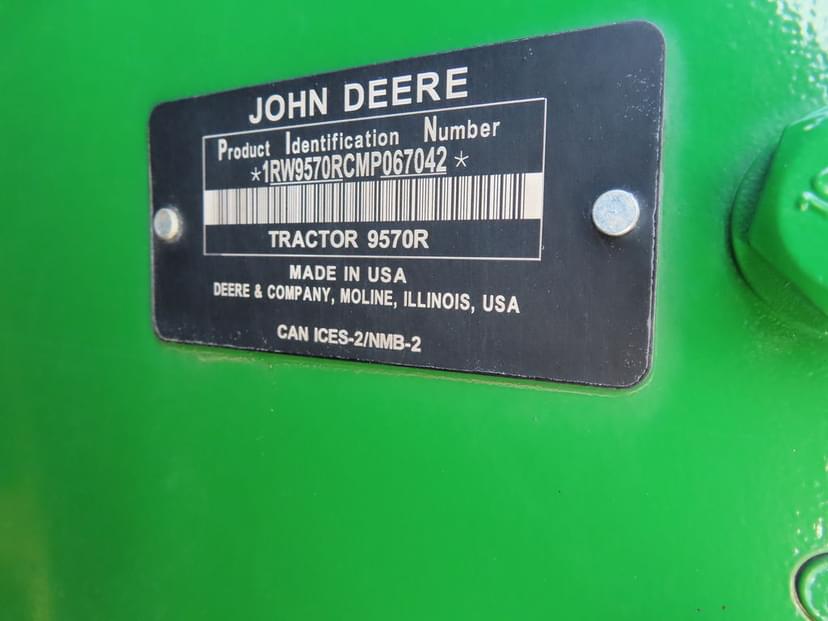 JOHN DEERE
Product Identification Number
*1RW9570RCMP067042*
TRACTOR 9570R
MADE IN USA
DEERE & COMPANY, MOLINE, ILLINOIS, USA
CAN ICES-2/NMB-2